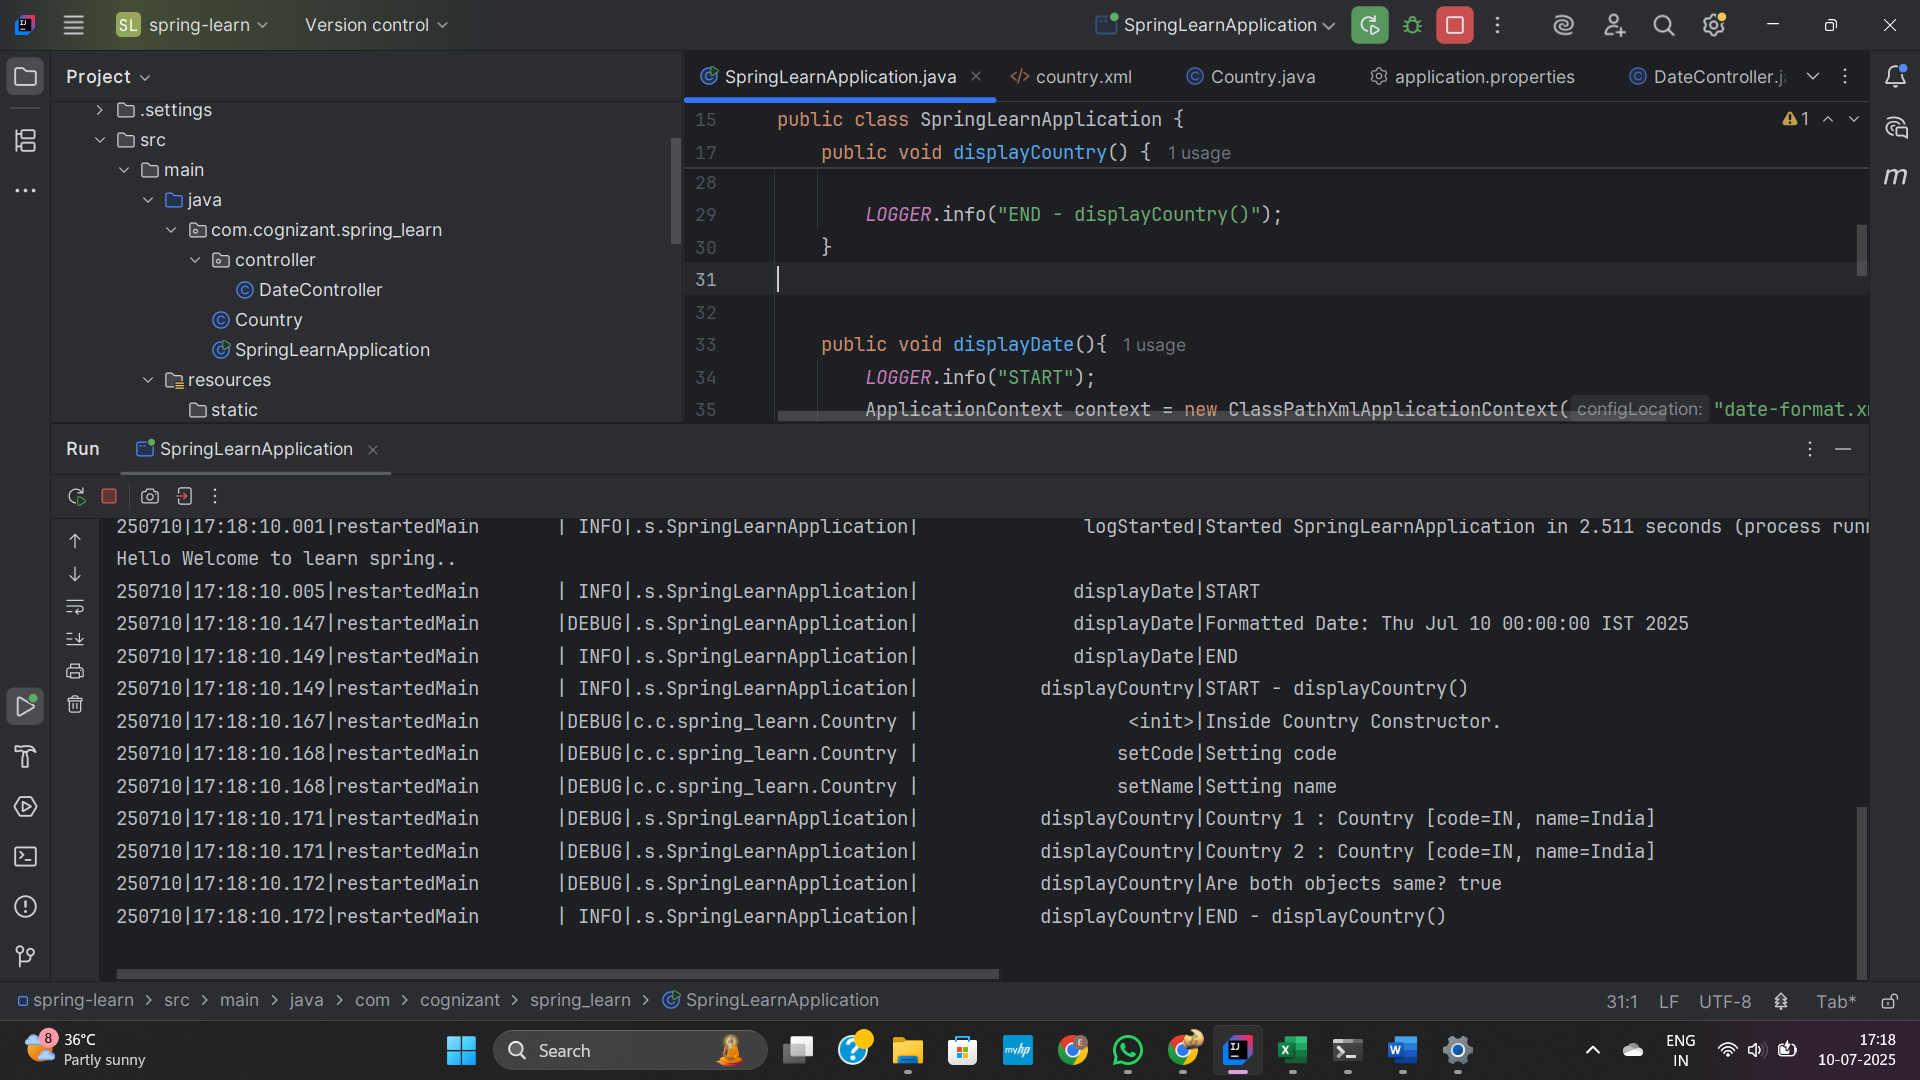 SL spring-learn Version control SpringLearnApplication
Project
.settings
src
main
java
com.cognizant.spring_learn
controller
DateController
Country
SpringLearnApplication
resources
static
SpringLearnApplication.java country.xml Country.java application.properties DateController.j
15 public class SpringLearnApplication { 1
17 public void displayCountry() { 1 usage
28
29 LOGGER.info("END - displayCountry()");
30 }
31
32
33 public void displayDate(){ 1 usage
34 LOGGER.info("START");
35 ApplicationContext context = new ClassPathXmlApplicationContext( configLocation: "date-format.x
Run SpringLearnApplication
250710|17:18:10.001|restartedMain | INFO|.s.SpringLearnApplication| logStarted|Started SpringLearnApplication in 2.511 seconds (process runn
Hello Welcome to learn spring..
250710|17:18:10.005|restartedMain | INFO|.s.SpringLearnApplication| displayDate|START
250710|17:18:10.147|restartedMain |DEBUG|.s.SpringLearnApplication| displayDate|Formatted Date: Thu Jul 10 00:00:00 IST 2025
250710|17:18:10.149|restartedMain | INFO|.s.SpringLearnApplication| displayDate|END
250710|17:18:10.149|restartedMain | INFO|.s.SpringLearnApplication| displayCountry|START - displayCountry()
250710|17:18:10.167|restartedMain |DEBUG|c.c.spring_learn.Country | <init>|Inside Country Constructor.
250710|17:18:10.168|restartedMain |DEBUG|c.c.spring_learn.Country | setCode|Setting code
250710|17:18:10.168|restartedMain |DEBUG|c.c.spring_learn.Country | setName|Setting name
250710|17:18:10.171|restartedMain |DEBUG|.s.SpringLearnApplication| displayCountry|Country 1 : Country [code=IN, name=India]
250710|17:18:10.171|restartedMain |DEBUG|.s.SpringLearnApplication| displayCountry|Country 2 : Country [code=IN, name=India]
250710|17:18:10.172|restartedMain |DEBUG|.s.SpringLearnApplication| displayCountry|Are both objects same? true
250710|17:18:10.172|restartedMain | INFO|.s.SpringLearnApplication| displayCountry|END - displayCountry()
spring-learn > src > main > java > com > cognizant > spring_learn > SpringLearnApplication 31:1 LF UTF-8 Tab*
8 36°C
Partly sunny
Search
myhp
ENG
IN
17:18
10-07-2025